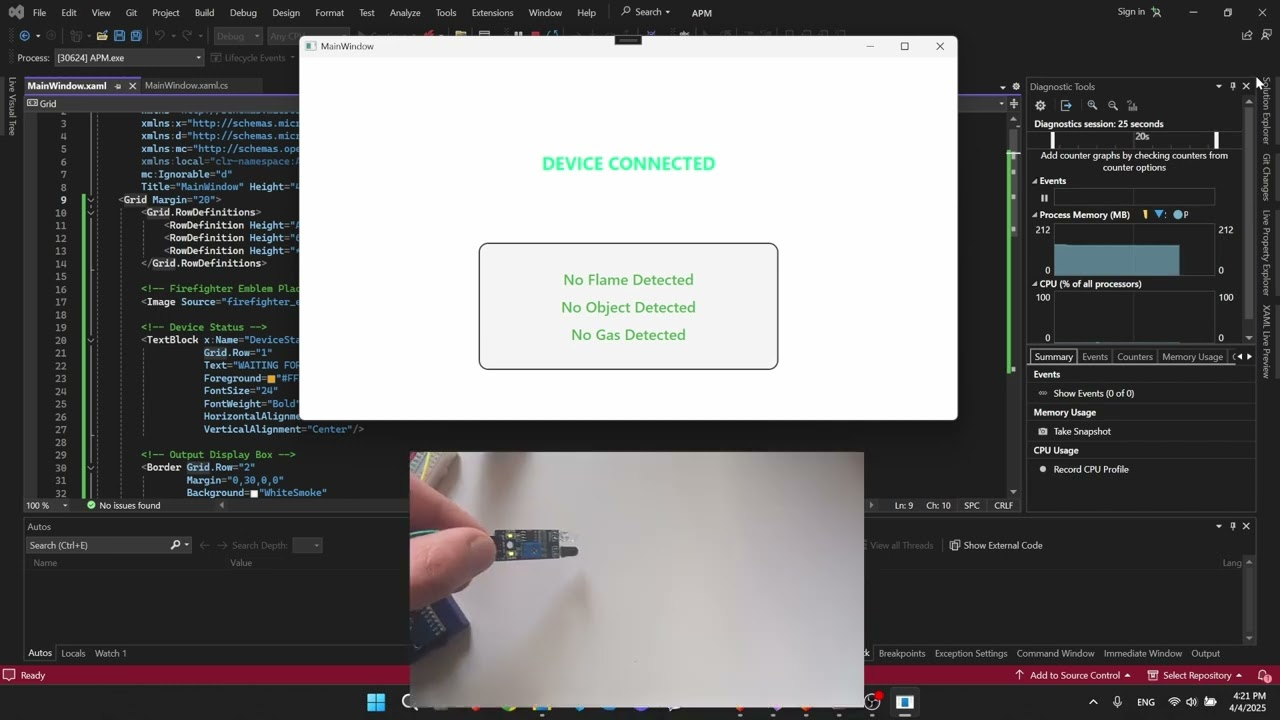 File Edit View Git Project Build Debug Design Format Test Analyze Tools Extensions Window Help Search APM Sign in
Debug
Process: [30624] APM.exe Lifecycle Events
MainWindow
MainWindow.xaml MainWindow.xaml.cs
Grid
Live Visual Tree
2
3 xmlns:x="http://schemas.micr
4 xmlns:d="http://schemas.micr
5 xmlns:mc="http://schemas.ope
6 xmlns:local="clr-namespace:A
7 mc:Ignorable="d"
8 Title="MainWindow" Height="4
9 <Grid Margin="20">
10 <Grid.RowDefinitions>
11 <RowDefinition Height="A
12 <RowDefinition Height="6
13 <RowDefinition Height="*
14 </Grid.RowDefinitions>
15
16 <!-- Firefighter Emblem Plac
17 <Image Source="firefighter_e
18
19 <!-- Device Status -->
20 <TextBlock x:Name="DeviceSta
21 Grid.Row="1"
22 Text="WAITING FOR
23 Foreground="#FF
24 FontSize="24"
25 FontWeight="Bold"
26 HorizontalAlignme
27 VerticalAlignment="Center"/>
28
29 <!-- Output Display Box -->
30 <Border Grid.Row="2"
31 Margin="0,30,0,0"
32 Background="WhiteSmoke"
DEVICE CONNECTED
No Flame Detected
No Object Detected
No Gas Detected
100 % No issues found Ln: 9 Ch: 10 SPC CRLF
Diagnostic Tools
Diagnostics session: 25 seconds
20s
Add counter graphs by checking counters from
counter options
Events
Process Memory (MB)
212 212
0 0
CPU (% of all processors)
100 100
0 0
Summary Events Counters Memory Usage
Events
Show Events (0 of 0)
Memory Usage
Take Snapshot
CPU Usage
Record CPU Profile
Solution Explorer
Git Changes
Live Property Explorer
XAML Live Preview
Autos
Search (Ctrl+E) Search Depth: View all Threads Show External Code
Name Value Lang
Autos Locals Watch 1 Breakpoints Exception Settings Command Window Immediate Window Output
Ready Add to Source Control Select Repository
ENG 4:21 PM
4/4/2025